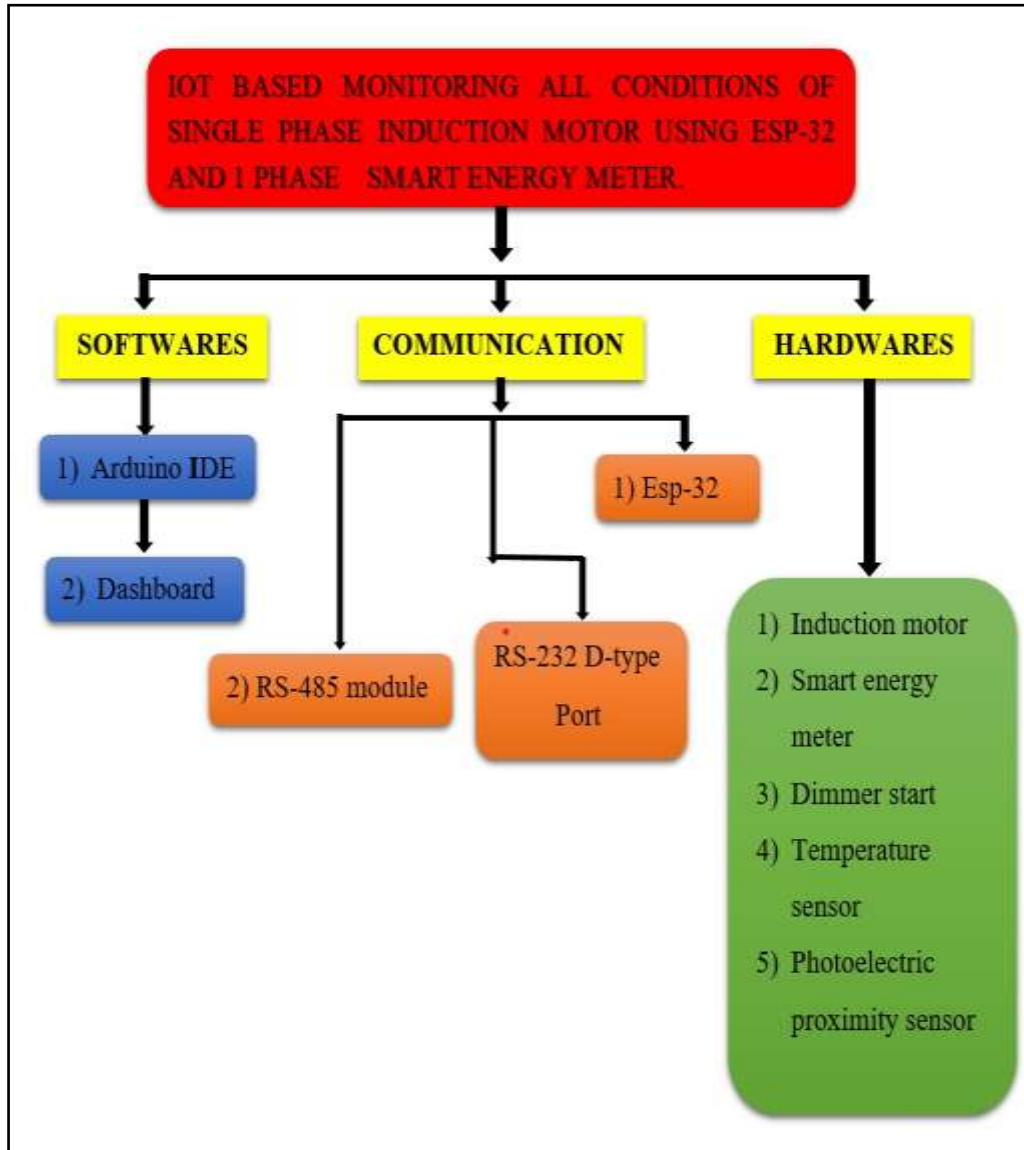 IOT BASED MONITORING ALL CONDITIONS OF
SINGLE PHASE INDUCTION MOTOR USING ESP-32
AND 1 PHASE SMART ENERGY METER.
SOFTWARES
COMMUNICATION
HARDWARES
1) Arduino IDE
2) Dashboard
1) Esp-32
2) RS-485 module
RS-232 D-type
Port
1) Induction motor
2) Smart energy
meter
3) Dimmer start
4) Temperature
sensor
5) Photoelectric
proximity sensor